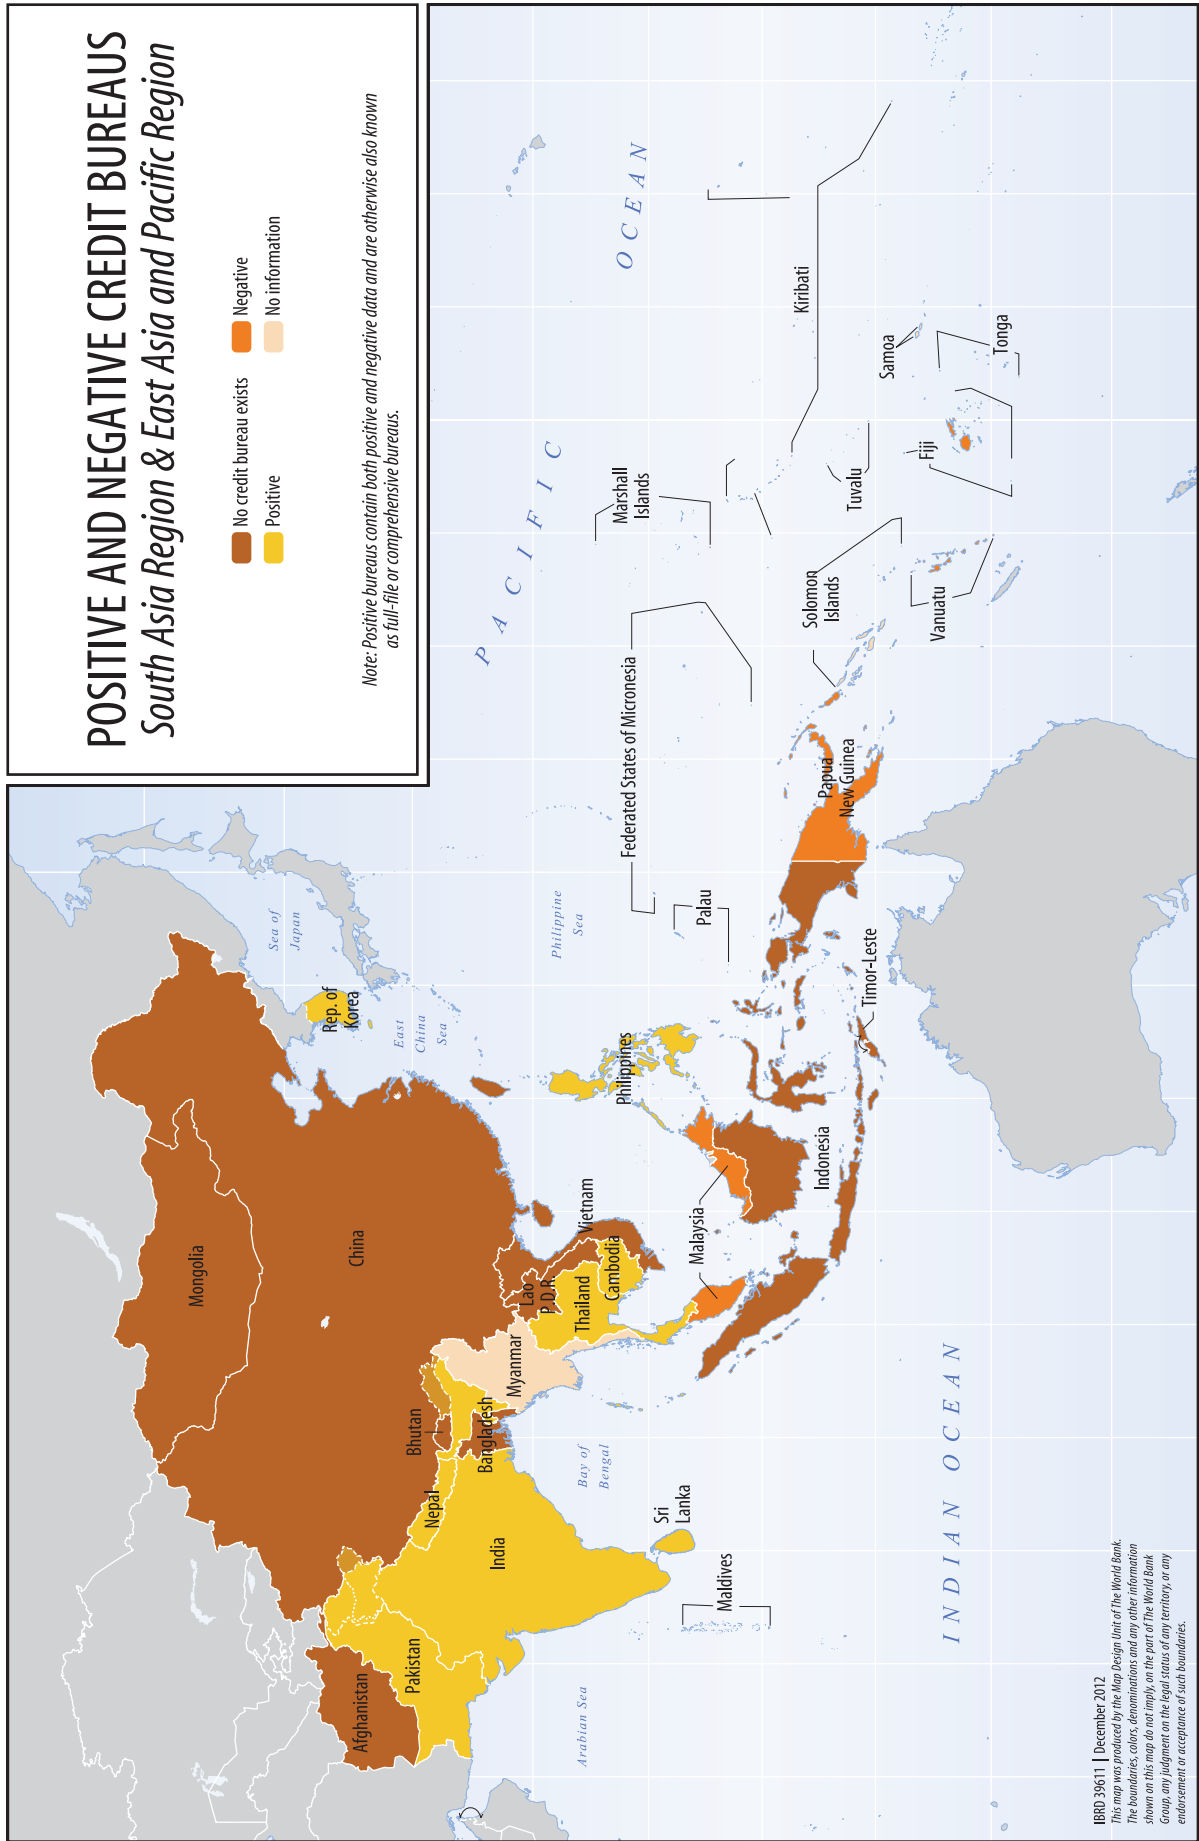 POSITIVE AND NEGATIVE CREDIT BUREAUS
South Asia Region & East Asia and Pacific Region
No credit bureau exists
Negative
Positive
No information
Note: Positive bureaus contain both positive and negative data and are otherwise also known
as full-file or comprehensive bureaus.
Mongolia
China
Rep. of
Korea
Sea of
Japan
East
China
Sea
Philippine
Sea
PACIFIC
OCEAN
Afghanistan
Pakistan
India
Nepal
Bhutan
Bangladesh
Myanmar
Lao
P.D.R.
Thailand
Cambodia
Vietnam
Philippines
Sri
Lanka
Maldives
Arabian Sea
Bay of
Bengal
Malaysia
Indonesia
Timor-Leste
Palau
Federated States of Micronesia
Marshall
Islands
Papua
New Guinea
Solomon
Islands
Vanuatu
Tuvalu
Fiji
Kiribati
Samoa
Tonga
INDIAN OCEAN
IBRD 39611 | December 2012
This map was produced by the Map Design Unit of The World Bank.
The boundaries, colors, denominations and any other information
shown on this map do not imply, on the part of The World Bank
Group, any judgment on the legal status of any territory, or any
endorsement or acceptance of such boundaries.